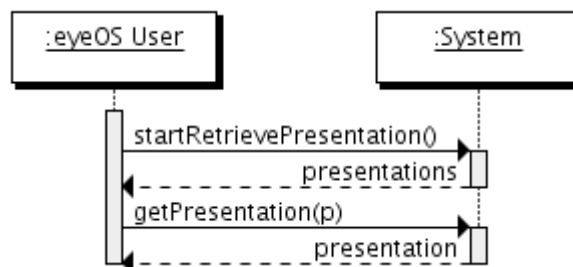 :eyeOS User
:System
startRetrievePresentation()
presentations
getPresentation(p)
presentation